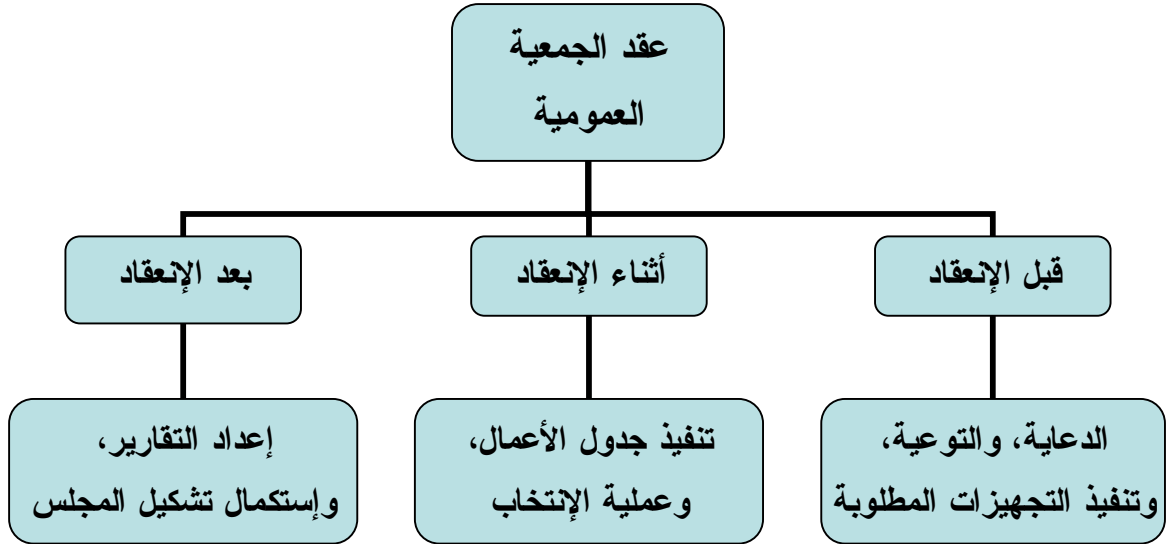 عقد الجمعية
العمومية
قبل الإنعقاد
أثناء الإنعقاد
بعد الإنعقاد
الدعاية، والتوعية،
وتنفيذ التجهيزات المطلوبة
تنفيذ جدول الأعمال،
وعملية الإنتخاب
إعداد التقارير،
وإستكمال تشكيل المجلس